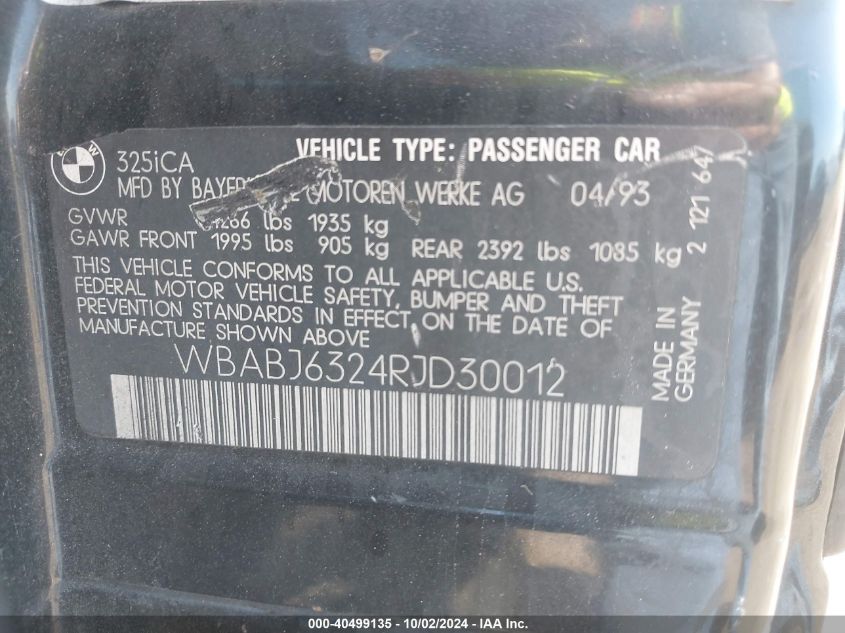 325iCA VEHICLE TYPE: PASSENGER CAR
MFD BY MOTOREN WERKE AG 04/93
GVWR lbs 1935 kg
GAWR FRONT 1995 lbs 905 kg REAR 2392 lbs 1085 kg
THIS VEHICLE CONFORMS TO ALL APPLICABLE U.S.
FEDERAL MOTOR VEHICLE SAFETY, BUMPER AND THEFT
PREVENTION STANDARDS IN EFFECT ON THE DATE OF
MANUFACTURE SHOWN ABOVE
WBABJ6324RJD30012
2 121 647
MADE IN
GERMANY
000-40499135 - 10/02/2024 - IAA Inc.